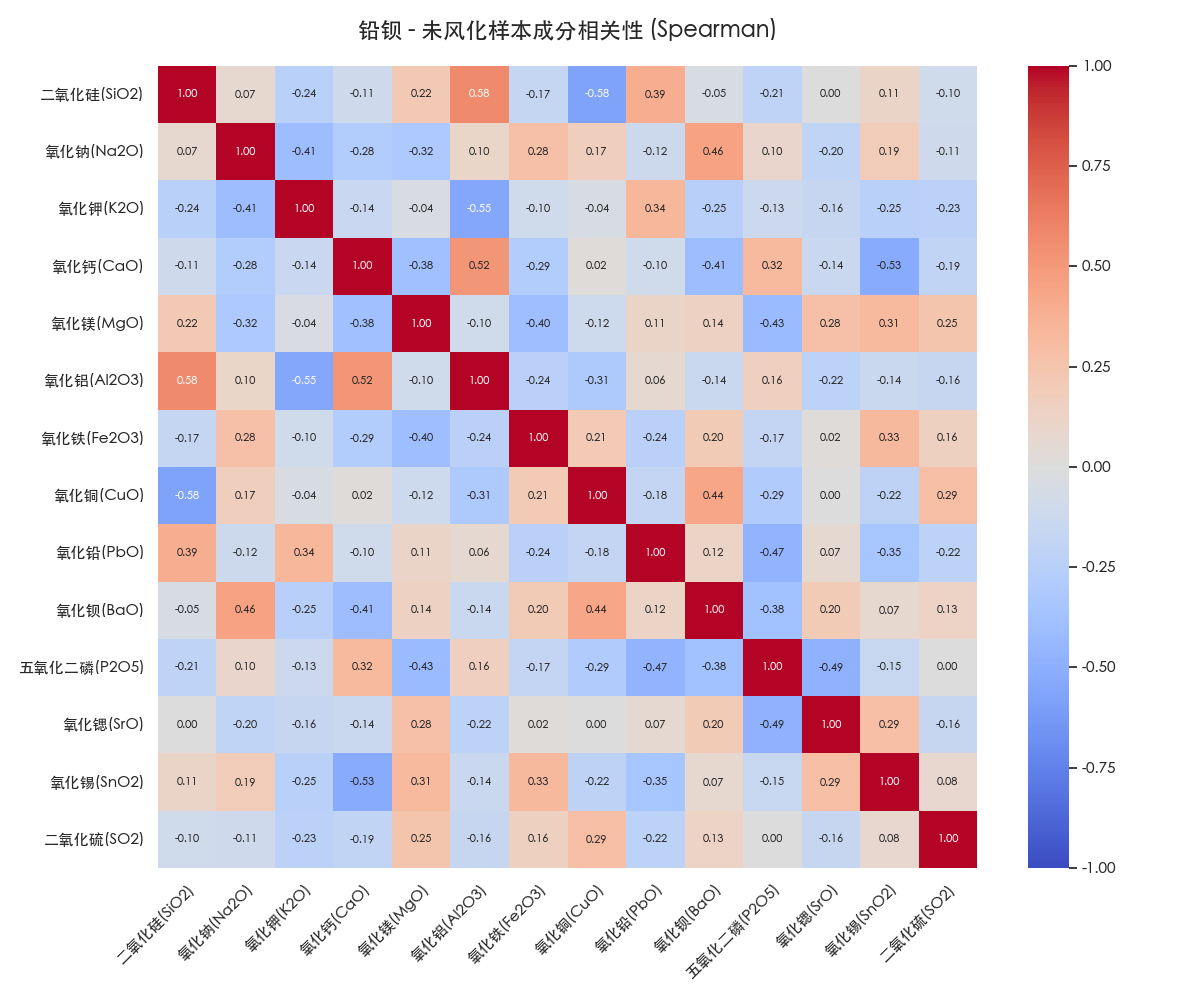 铅钡 - 未风化样本成分相关性 (Spearman)
二氧化硅(SiO2) 1.00 0.07 -0.24 -0.11 0.22 0.58 -0.17 -0.58 0.39 -0.05 -0.21 0.00 0.11 -0.10
氧化钠(Na2O) 0.07 1.00 -0.41 -0.28 -0.32 0.10 0.28 0.17 -0.12 0.46 0.10 -0.20 0.19 -0.11
氧化钾(K2O) -0.24 -0.41 1.00 -0.14 -0.04 -0.55 -0.10 -0.04 0.34 -0.25 -0.13 -0.16 -0.25 -0.23
氧化钙(CaO) -0.11 -0.28 -0.14 1.00 -0.38 0.52 -0.29 0.02 -0.10 -0.41 0.32 -0.14 -0.53 -0.19
氧化镁(MgO) 0.22 -0.32 -0.04 -0.38 1.00 -0.10 -0.40 -0.12 0.11 0.14 -0.43 0.28 0.31 0.25
氧化铝(Al2O3) 0.58 0.10 -0.55 0.52 -0.10 1.00 -0.24 -0.31 0.06 -0.14 0.16 -0.22 -0.14 -0.16
氧化铁(Fe2O3) -0.17 0.28 -0.10 -0.29 -0.40 -0.24 1.00 0.21 -0.24 0.20 -0.17 0.02 0.33 0.16
氧化铜(CuO) -0.58 0.17 -0.04 0.02 -0.12 -0.31 0.21 1.00 -0.18 0.44 -0.29 0.00 -0.22 0.29
氧化铅(PbO) 0.39 -0.12 0.34 -0.10 0.11 0.06 -0.24 -0.18 1.00 0.12 -0.47 0.07 -0.35 -0.22
氧化钡(BaO) -0.05 0.46 -0.25 -0.41 0.14 -0.14 0.20 0.44 0.12 1.00 -0.38 0.20 0.07 0.13
五氧化二磷(P2O5) -0.21 0.10 -0.13 0.32 -0.43 0.16 -0.17 -0.29 -0.47 -0.38 1.00 -0.49 -0.15 0.00
氧化锶(SrO) 0.00 -0.20 -0.16 -0.14 0.28 -0.22 0.02 0.00 0.07 0.20 -0.49 1.00 0.29 -0.16
氧化锡(SnO2) 0.11 0.19 -0.25 -0.53 0.31 -0.14 0.33 -0.22 -0.35 0.07 -0.15 0.29 1.00 0.08
二氧化硫(SO2) -0.10 -0.11 -0.23 -0.19 0.25 -0.16 0.16 0.29 -0.22 0.13 0.00 -0.16 0.08 1.00
二氧化硅(SiO2) 氧化钠(Na2O) 氧化钾(K2O) 氧化钙(CaO) 氧化镁(MgO) 氧化铝(Al2O3) 氧化铁(Fe2O3) 氧化铜(CuO) 氧化铅(PbO) 氧化钡(BaO) 五氧化二磷(P2O5) 氧化锶(SrO) 氧化锡(SnO2) 二氧化硫(SO2)
1.00
0.75
0.50
0.25
0.00
-0.25
-0.50
-0.75
-1.00